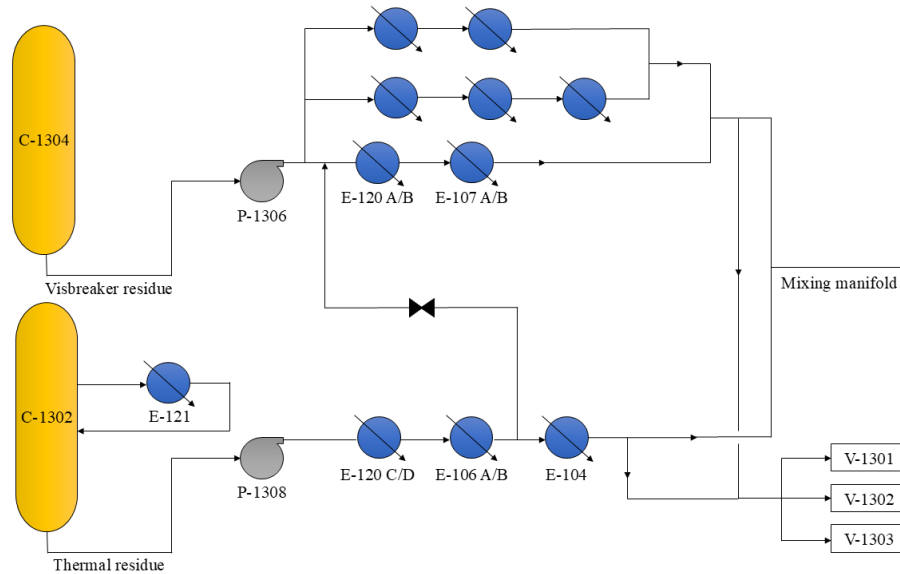 C-1304
P-1306
E-120 A/B
E-107 A/B
Visbreaker residue
Mixing manifold
C-1302
E-121
P-1308
E-120 C/D
E-106 A/B
E-104
V-1301
V-1302
V-1303
Thermal residue